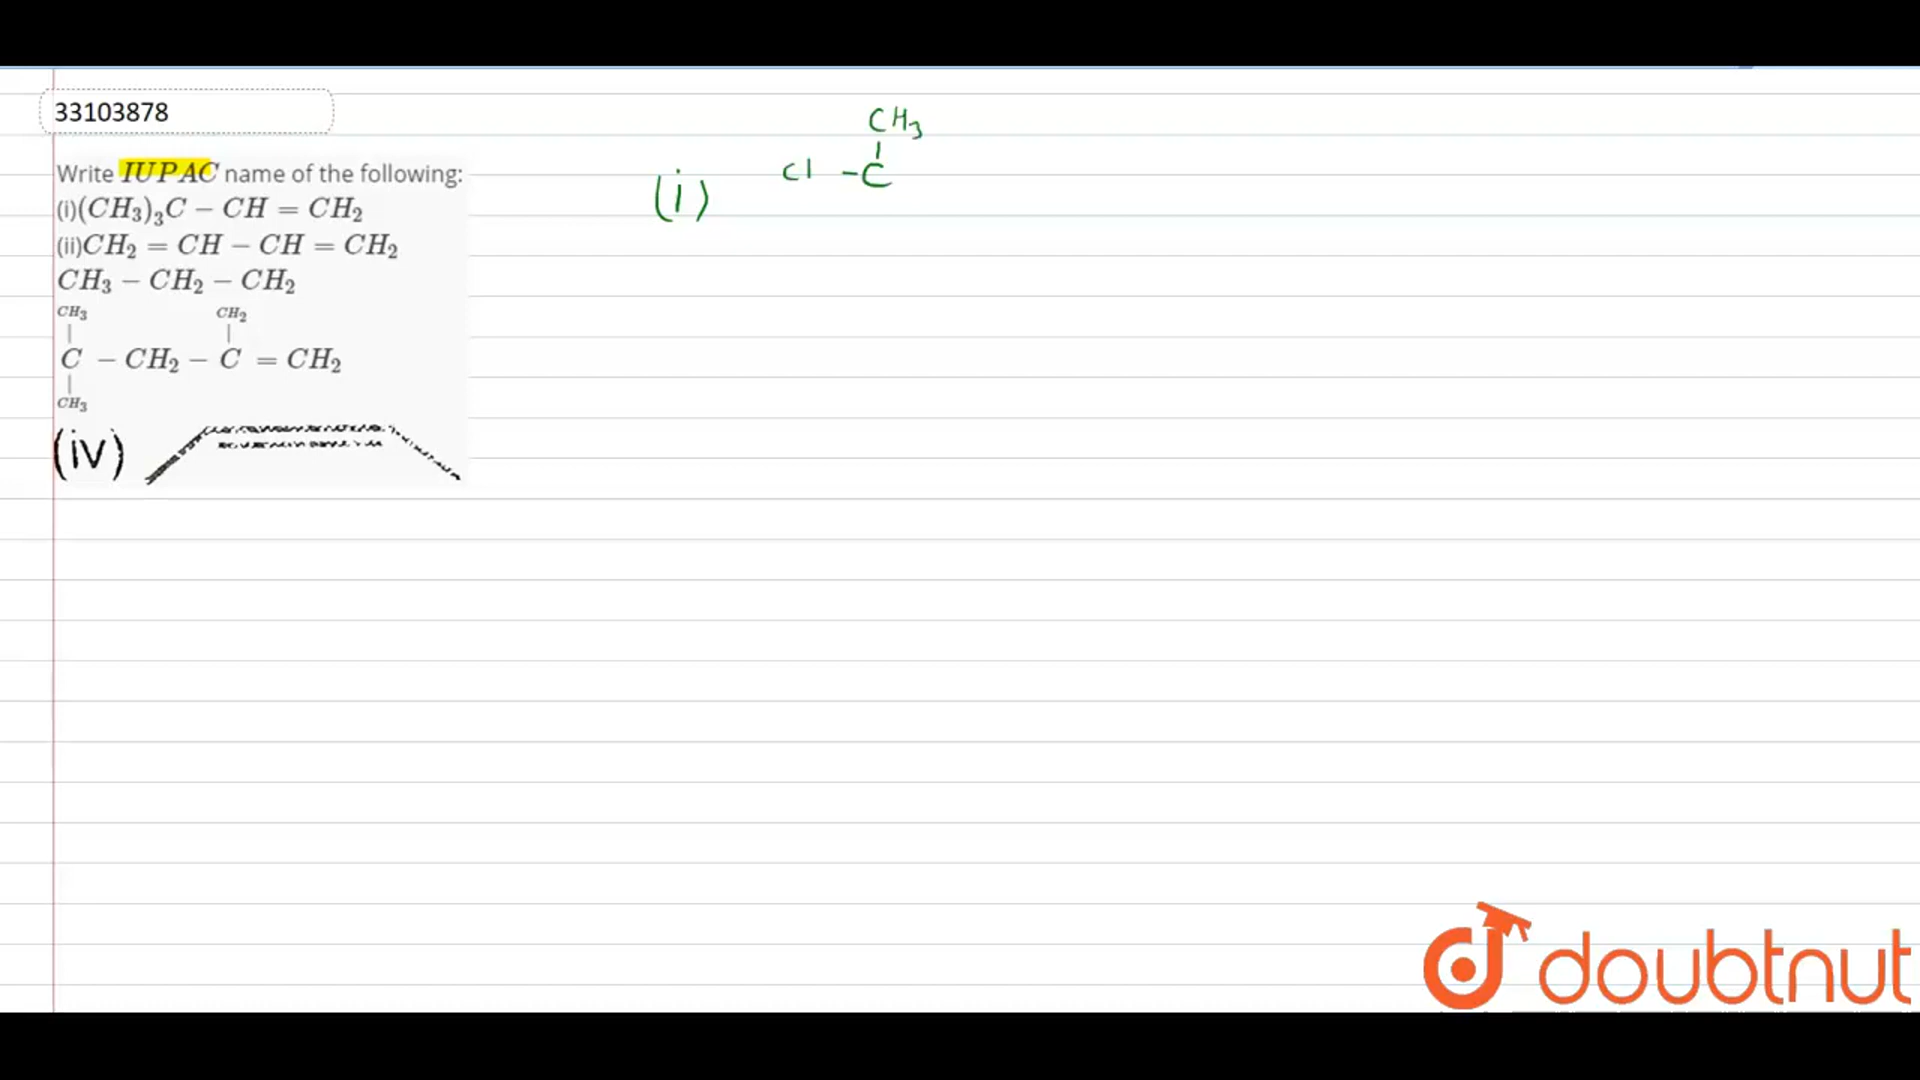 33103878
Write IUPAC name of the following:
(i)(CH₃)₃C − CH = CH₂
(ii)CH₂ = CH − CH = CH₂
CH₃ − CH₂ − CH₂
CH₃ CH₂
| |
C − CH₂ − C = CH₂
|
CH₃
(iv)
CH₃
|
(i) Cl -C
doubtnut